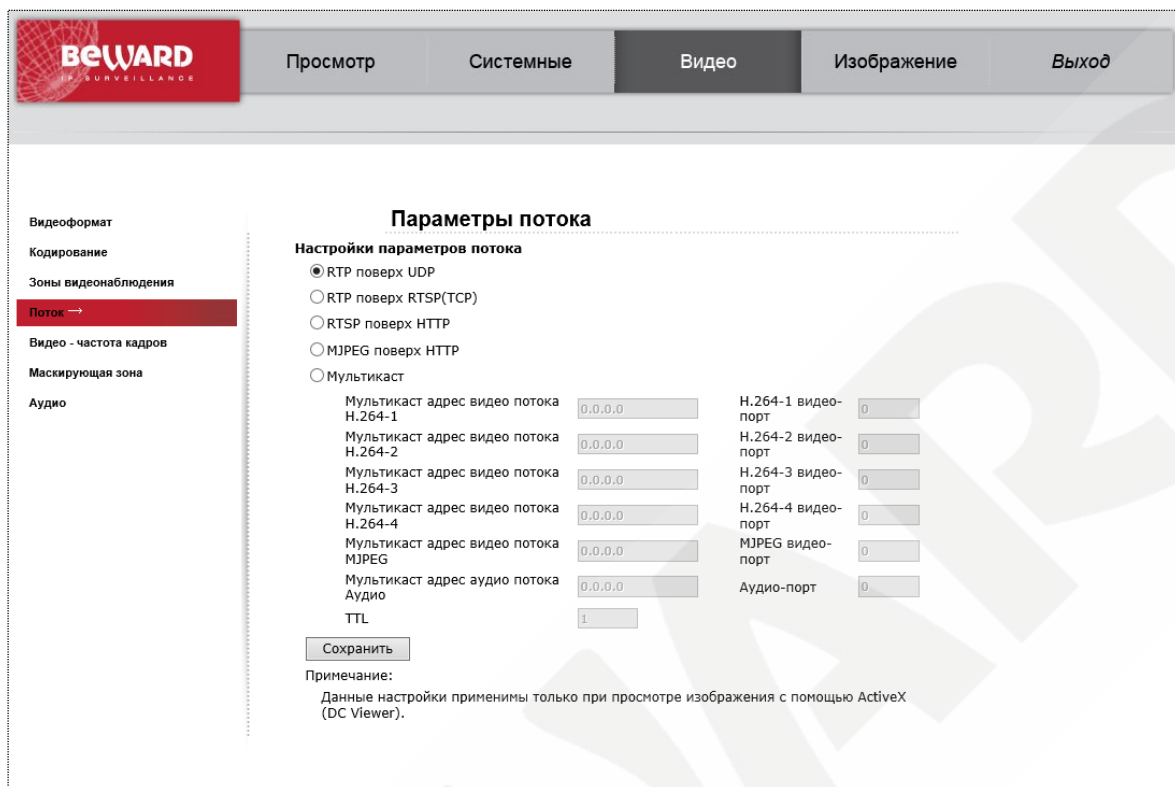 BEWARD
IP SURVEILLANCE
Просмотр
Системные
Видео
Изображение
Выход
Видеоформат
Кодирование
Зоны видеонаблюдения
Поток →
Видео - частота кадров
Маскирующая зона
Аудио
Параметры потока
Настройки параметров потока
RTP поверх UDP
RTP поверх RTSP(TCP)
RTSP поверх HTTP
MJPEG поверх HTTP
Мультикаст
Мультикаст адрес видео потока
H.264-1
0.0.0.0
H.264-1 видео-
порт
0
Мультикаст адрес видео потока
H.264-2
0.0.0.0
H.264-2 видео-
порт
0
Мультикаст адрес видео потока
H.264-3
0.0.0.0
H.264-3 видео-
порт
0
Мультикаст адрес видео потока
H.264-4
0.0.0.0
H.264-4 видео-
порт
0
Мультикаст адрес видео потока
MJPEG
0.0.0.0
MJPEG видео-
порт
0
Мультикаст адрес аудио потока
Аудио
0.0.0.0
Аудио-порт
0
TTL
1
Сохранить
Примечание:
Данные настройки применимы только при просмотре изображения с помощью ActiveX
(DC Viewer).